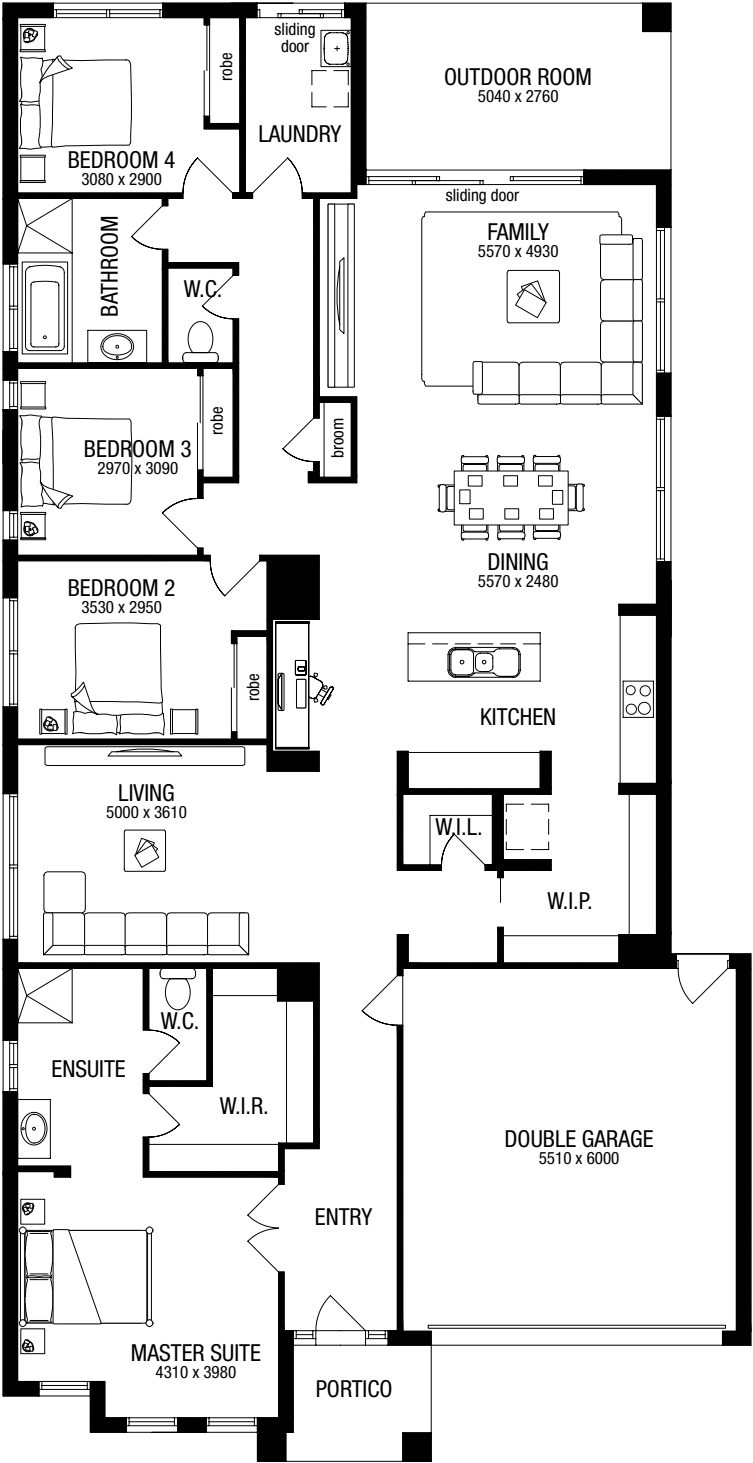 sliding
door
robe
OUTDOOR ROOM
5040 x 2760
LAUNDRY
BEDROOM 4
3080 x 2900
sliding door
BATHROOM
FAMILY
5570 x 4930
W.C.
robe
broom
BEDROOM 3
2970 x 3090
DINING
5570 x 2480
BEDROOM 2
3530 x 2950
robe
KITCHEN
LIVING
5000 x 3610
W.I.L.
W.I.P.
W.C.
ENSUITE
W.I.R.
DOUBLE GARAGE
5510 x 6000
ENTRY
MASTER SUITE
4310 x 3980
PORTICO